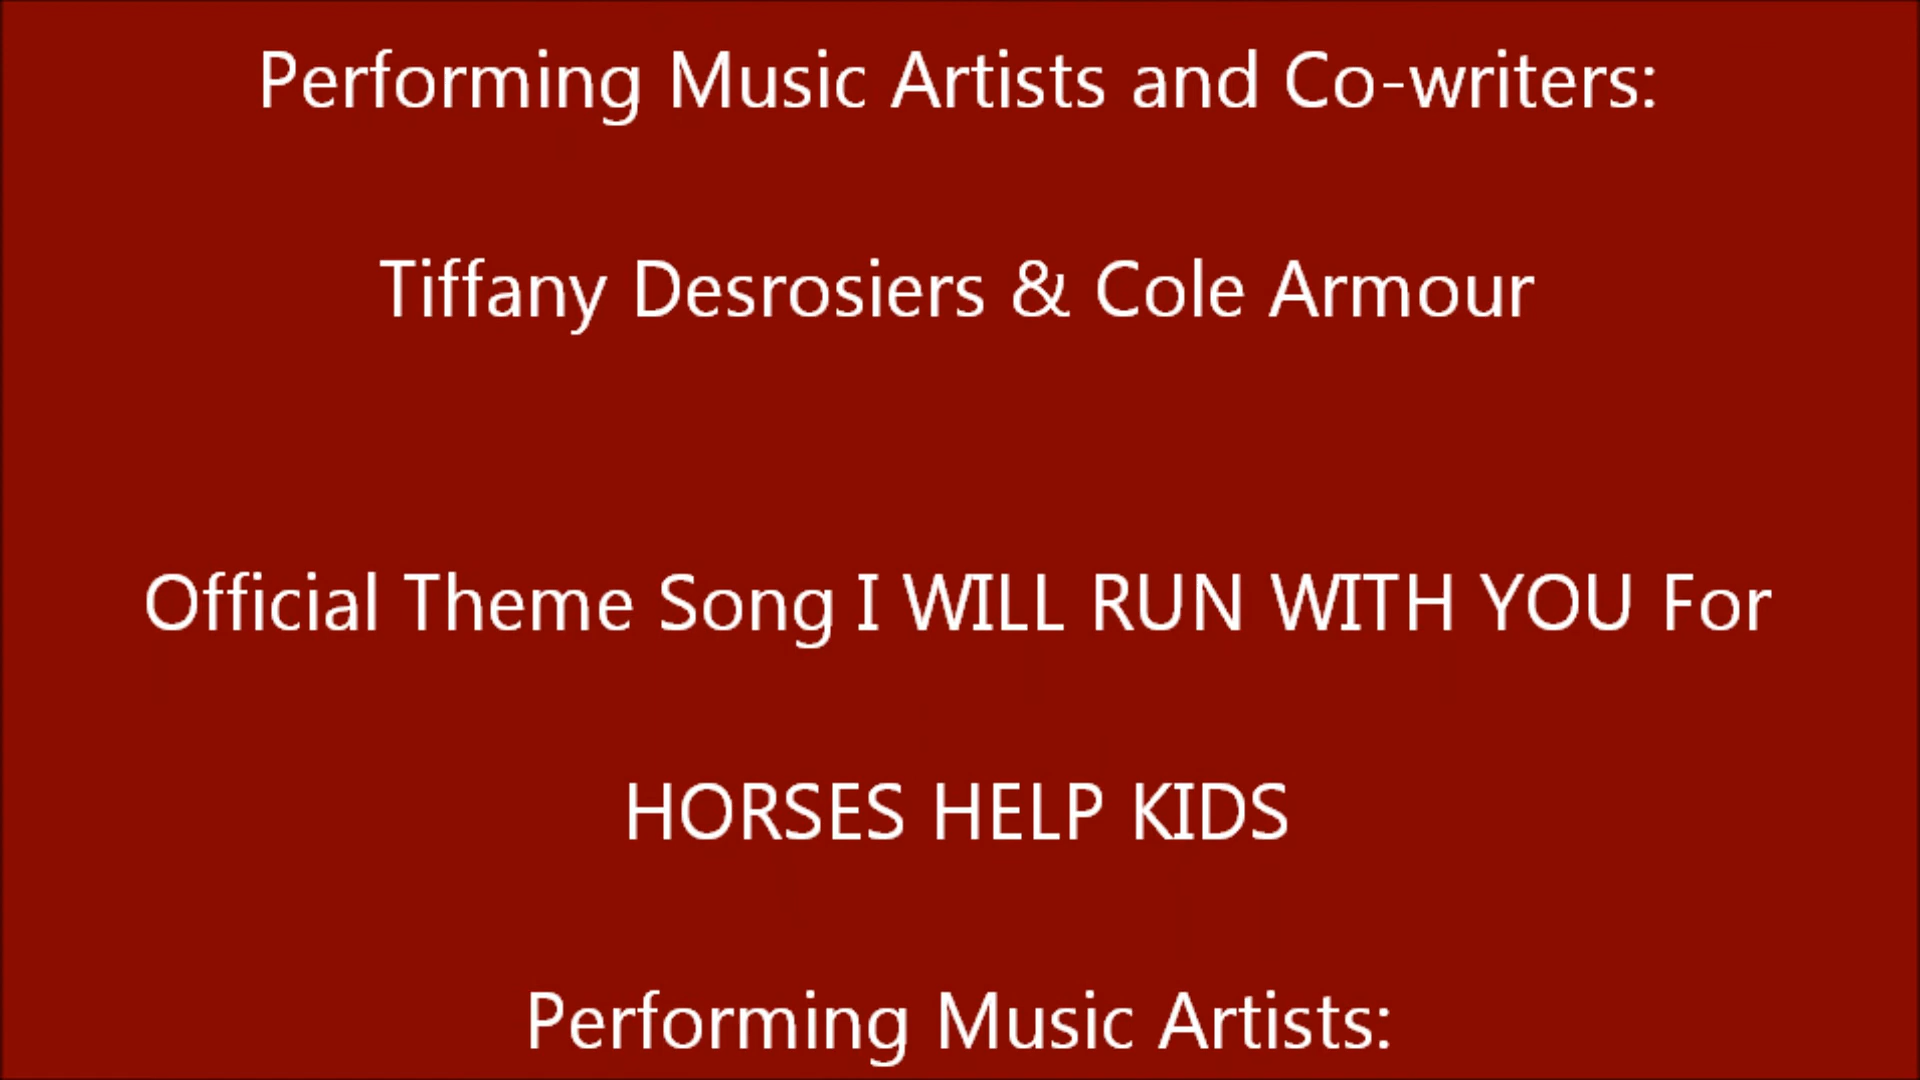 Performing Music Artists and Co-writers:
Tiffany Desrosiers & Cole Armour
Official Theme Song I WILL RUN WITH YOU For
HORSES HELP KIDS
Performing Music Artists: